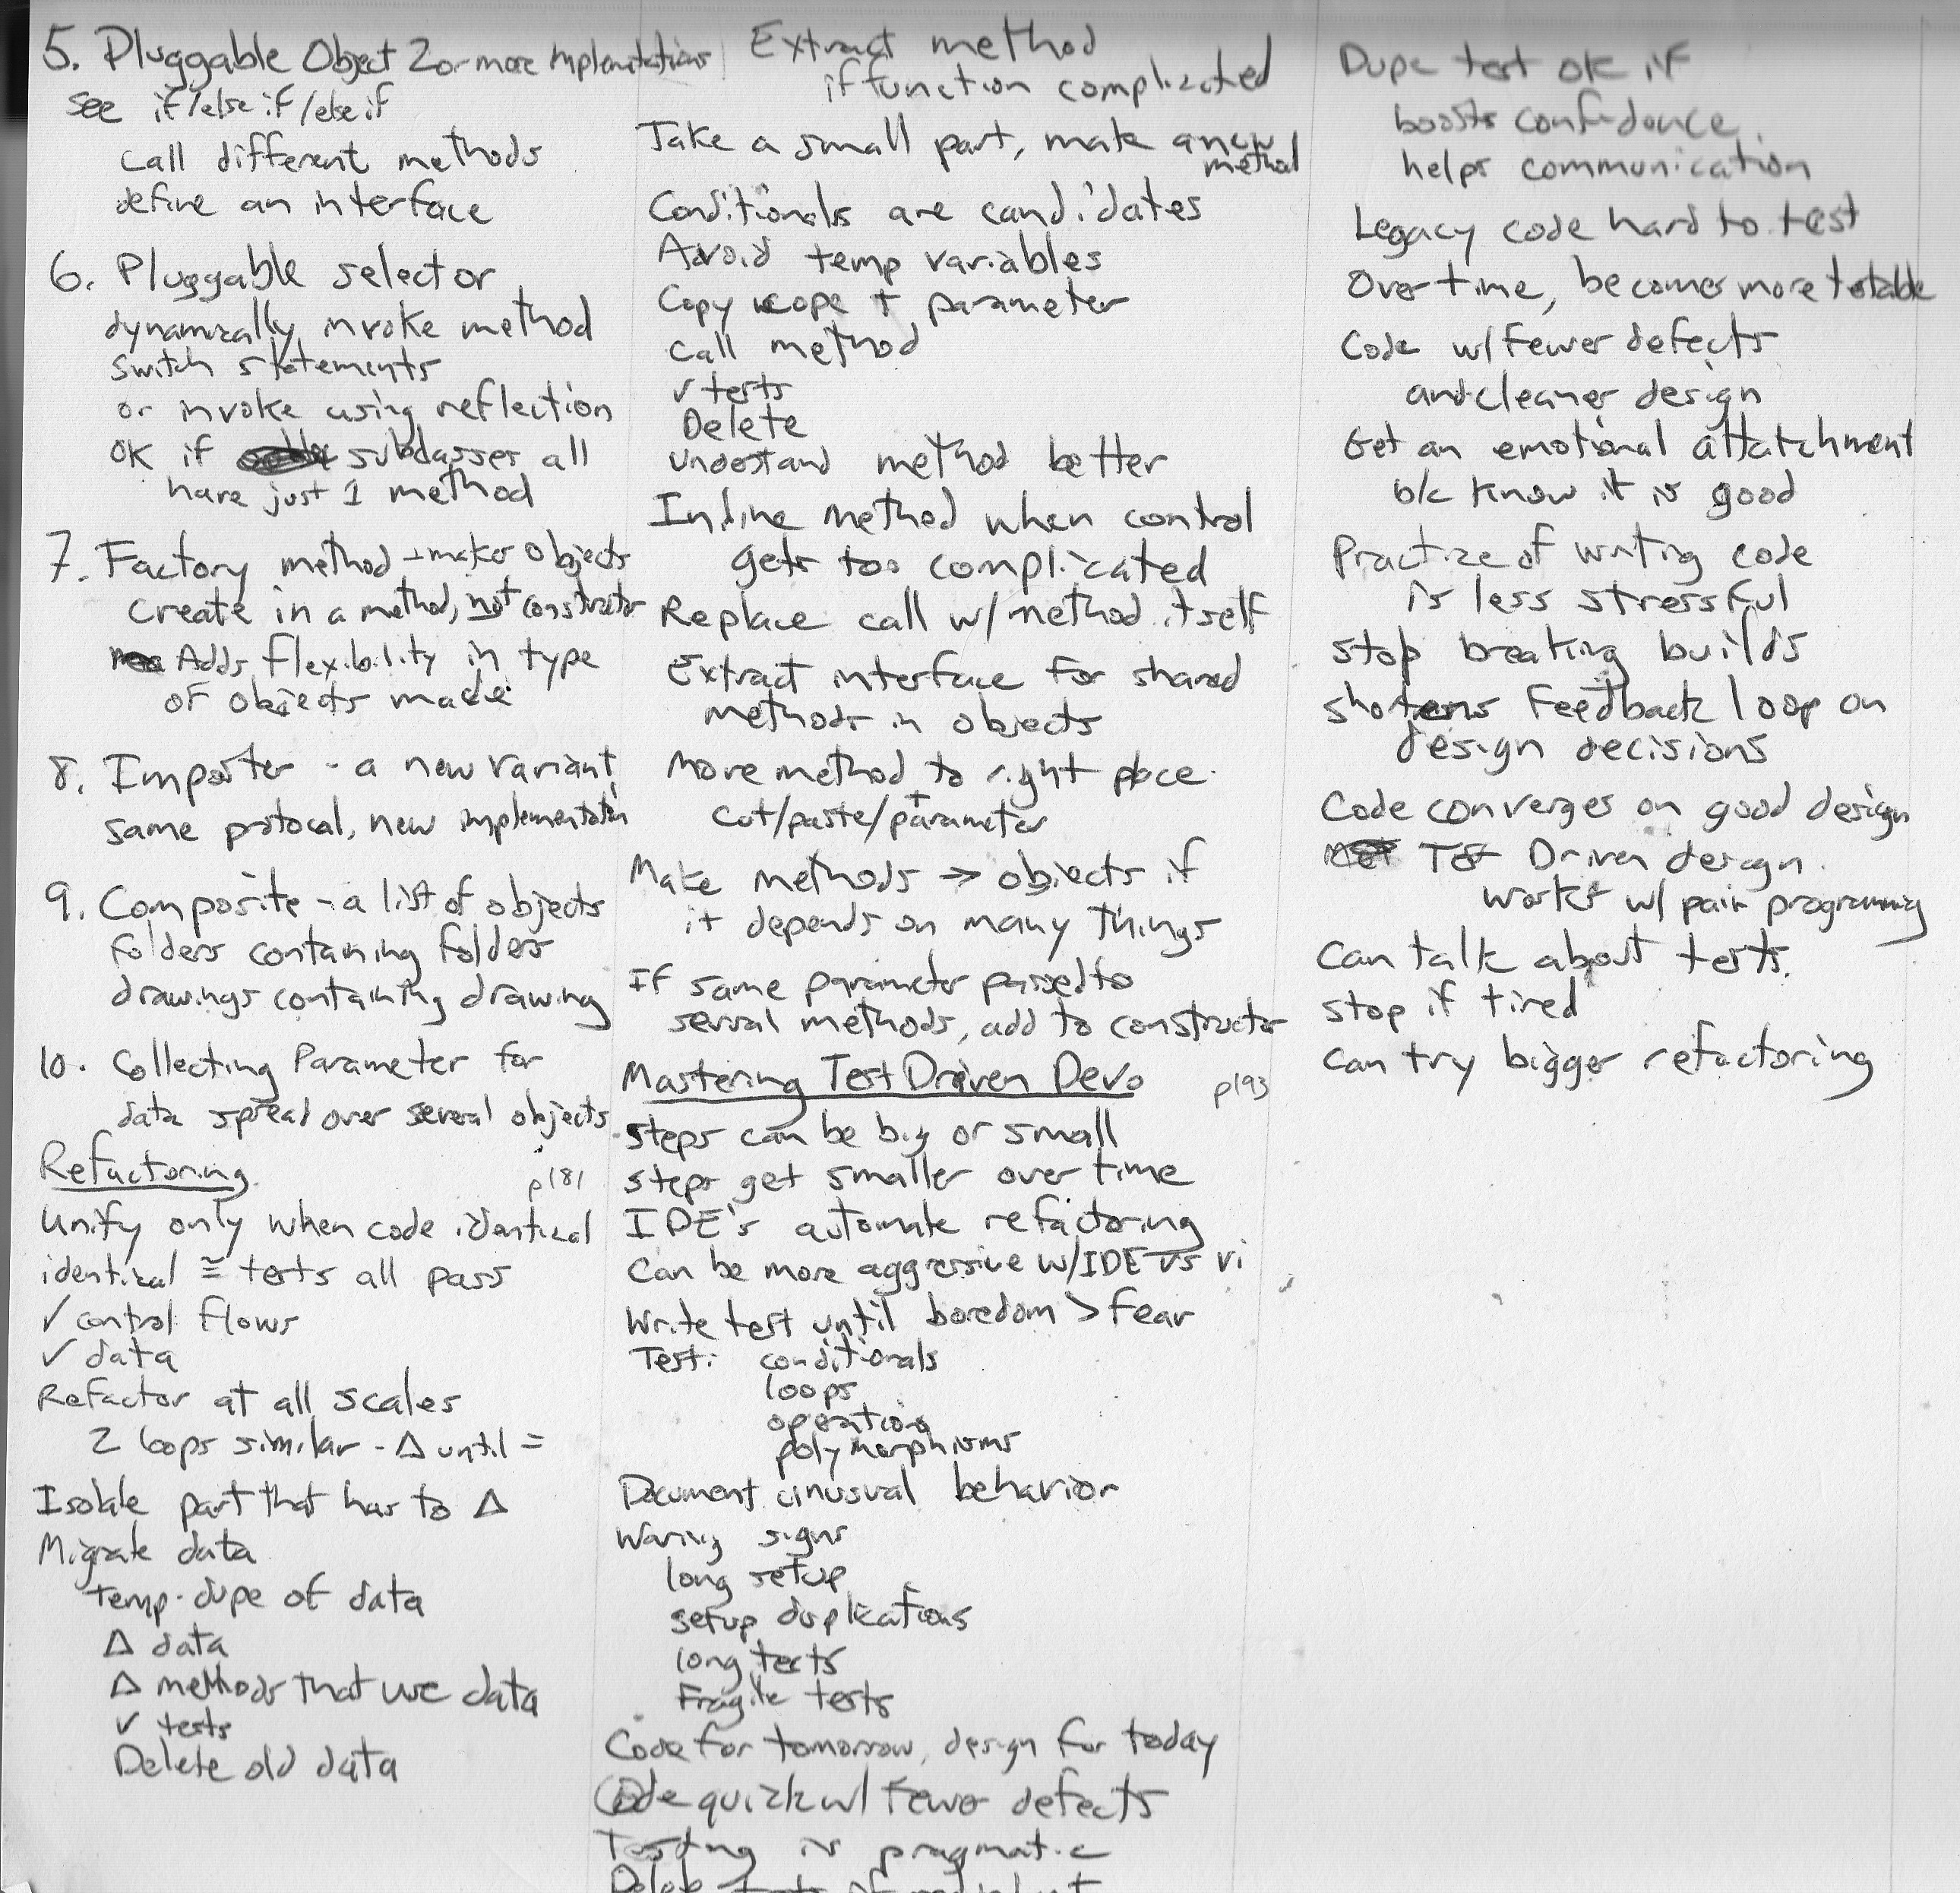 5. Pluggable Object 2 or more implementations
See if/else if/else if
call different methods
define an interface
6. Pluggable selector
dynamically invoke method
switch statements
or invoke using reflection
OK if subclasses all
have just 1 method
7. Factory method - makes objects
create in a method, not constructor
Adds flexibility in type
of objects made
8. Imposter - a new variant
same protocal, new implementation
9. Composite - a list of objects
folders containing folders
drawings containing drawing
10. Collecting Parameter for
data spread over several objects
Refactoring p181
Unify only when code identical
identical ≅ tests all pass
✓ control flows
✓ data
Refactor at all scales
2 loops similar - Δ until =
Isolate part that has to Δ
Migrate data
Temp. dupe of data
Δ data
Δ methods that use data
✓ tests
Delete old data
Extract method
if function complicated
Take a small part, make a new
method
Conditionals are candidates
Avoid temp variables
Copy scope + parameter
call method
✓ tests
Delete
Understand method better
Inline method when control
gets too complicated
Replace call w/ method itself
Extract interface for shared
methods in objects
Move method to right place
Cut/paste/+parameter
Make methods → objects if
it depends on many things
If same parameter passed to
several methods, add to constructor
Mastering Test Driven Dev. p193
steps can be big or small
steps get smaller over time
IDE's automate refactoring
Can be more aggressive w/IDE vs vi
Write test until boredom > fear
Test: conditionals
loops
operations
polymorphisms
Document unusual behavior
Waring signs
long setup
setup duplications
long tests
Fragile tests
Code for tomorrow, design for today
Code quick w/ fewer defects
Testing is pragmatic
Delete tests if
Dupe test ok if
boosts confidence
helps communication
Legacy code hard to test
Over time, becomes more testable
Code w/ fewer defects
and cleaner design
Get an emotional attatchment
b/c know it is good
Practize of writing code
is less stressful
stop breaking builds
shortens feedback loop on
design decisions
Code converges on good design
Test Driven design
works w/ pair programming
Can talk about tests.
stop if tired
can try bigger refactoring